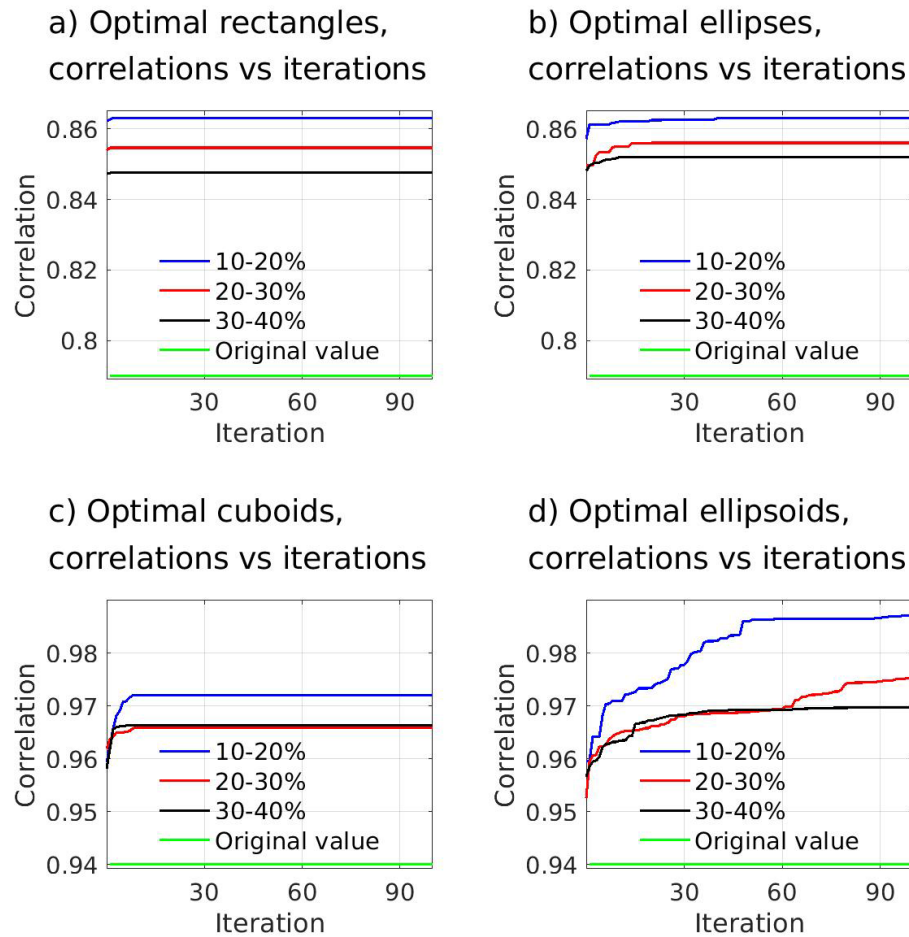 a) Optimal rectangles,
correlations vs iterations
0.86
0.84
0.82
0.8
Correlation
10-20%
20-30%
30-40%
Original value
30
60
90
Iteration
b) Optimal ellipses,
correlations vs iterations
0.86
0.84
0.82
0.8
Correlation
10-20%
20-30%
30-40%
Original value
30
60
90
Iteration
c) Optimal cuboids,
correlations vs iterations
0.98
0.97
0.96
0.95
0.94
Correlation
10-20%
20-30%
30-40%
Original value
30
60
90
Iteration
d) Optimal ellipsoids,
correlations vs iterations
0.98
0.97
0.96
0.95
0.94
Correlation
10-20%
20-30%
30-40%
Original value
30
60
90
Iteration